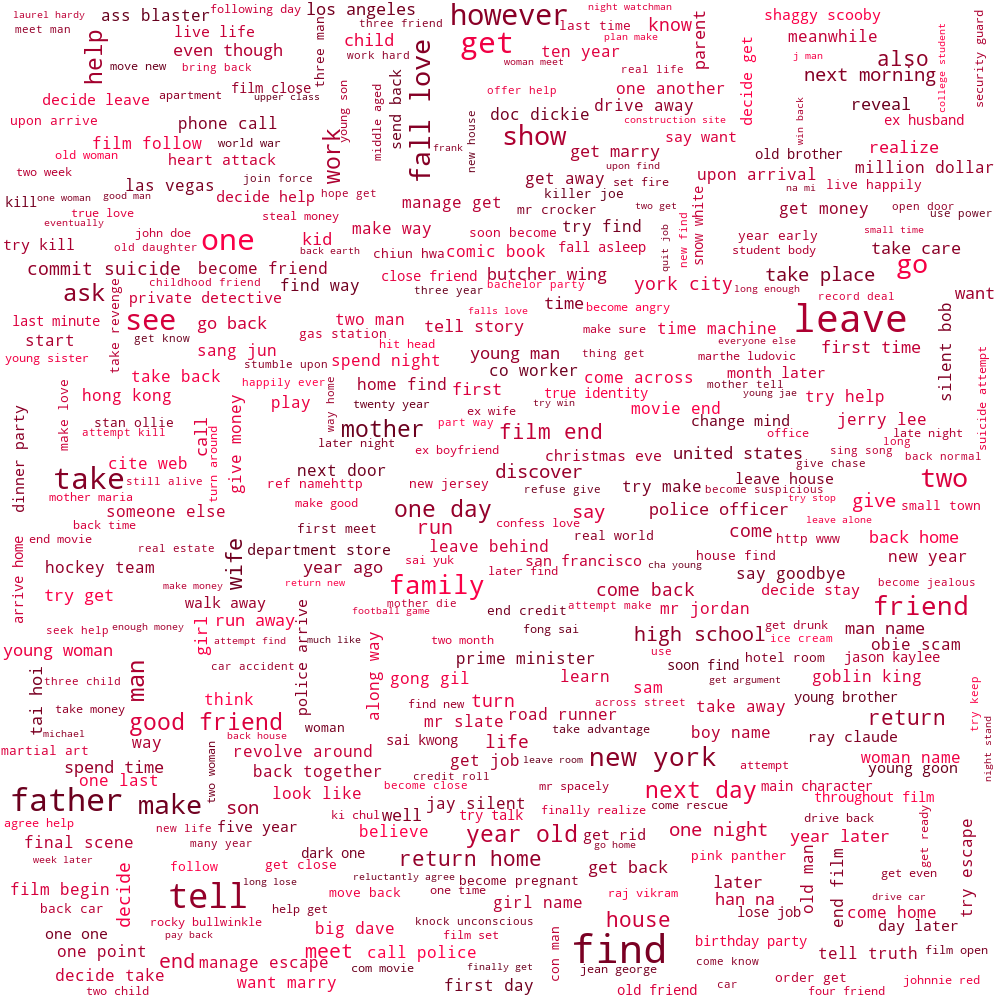 laurel hardy
ass blaster
following day
los angeles
three friend
however
night watchman
last time
know
parent
shaggy scooby
meet man
live life
help
even though
child
work hard
three man
fall love
get
plan make
ten year
woman meet
meanwhile
j man
also
next morning
college student
security guard
move new
bring back
film close
upper class
send back
real life
offer help
one another
decide get
decide leave
apartment
young son
middle aged
doc dickie
drive away
construction site
win back
reveal
ex husband
upon arrive
phone call
world war
work
frank
new house
show
say want
film follow
heart attack
get marry
old brother
realize
old woman
two week
join force
upon find
upon arrival
million dollar
las vegas
get away
set fire
na mi
live happily
kill
one woman
good man
decide help
hope get
manage get
killer joe
mr crocker
two get
snow white
get money
open door
use power
true love
steal money
eventually
make way
soon become
try find
quit job
new find
year early
small time
try kill
john doe
old daughter
one
kid
back earth
chiun hwa
comic book
fall asleep
student body
take care
commit suicide
become friend
close friend
butcher wing
take place
go
ask
childhood friend
find way
bachelor party
three year
york city
long enough
record deal
want
take revenge
private detective
time
become angry
last minute
see
go back
two man
falls love
leave
silent bob
start
get know
gas station
tell story
make sure
time machine
everyone else
first time
young sister
sang jun
hit head
young man
thing get
marthe ludovic
stumble upon
spend night
co worker
month later
suicide attempt
take back
happily ever
way home
home find
first
come across
mother tell
make love
hong kong
play
twenty year
true identity
young jae
try help
dinner party
stan ollie
call
ex wife
try win
movie end
change mind
jerry lee
attempt kill
turn around
give money
later night
mother
part way
film end
office
late night
long
cite web
ex boyfriend
christmas eve
united states
sing song
back normal
take
still alive
next door
discover
give chase
two
mother maria
ref namehttp
new jersey
refuse give
try make
leave house
become suspicious
try stop
someone else
make good
one day
say
police officer
give
small town
back time
first meet
run
confess love
leave alone
end movie
real estate
wife
department store
leave behind
real world
come
http www
back home
arrive home
hockey team
year ago
sai yuk
san francisco
house find
new year
make money
return new
family
later find
cha young
say goodbye
become jealous
try get
walk away
mother die
come back
decide stay
football game
end credit
attempt make
mr jordan
friend
seek help
enough money
run away
girl
fong sai
get drunk
man name
attempt find
much like
two month
high school
ice cream
obie scam
young woman
car accident
police arrive
along way
prime minister
use
hotel room
jason kaylee
tai hoi
three child
man
gong gil
learn
soon find
get argument
goblin king
think
sam
young brother
try keep
take money
find new
turn
across street
take away
good friend
woman
mr slate
road runner
return
michael
back house
take advantage
boy name
martial art
way
revolve around
sai kwong
life
ray claude
night stand
spend time
two woman
get job
leave room
new york
attempt
woman name
one last
back together
credit roll
young goon
father
look like
become close
mr spacely
next day
main character
make
son
jay silent
throughout film
agree help
ki chul
well
try talk
finally realize
come rescue
drive back
new life
five year
believe
year old
get rid
one night
year later
get ready
final scene
many year
go home
week later
dark one
return home
pink panther
try escape
follow
get close
get back
old man
end film
get even
film begin
decide
tell
long lose
reluctantly agree
become pregnant
later
move back
one time
raj vikram
han na
drive car
back car
help get
girl name
lose job
come home
rocky bullwinkle
big dave
knock unconscious
house
day later
one one
pay back
film set
birthday party
one point
meet
call police
con man
find
tell truth
film open
end
manage escape
com movie
finally get
jean george
come know
decide take
want marry
first day
order get
johnnie red
two child
old friend
car
four friend